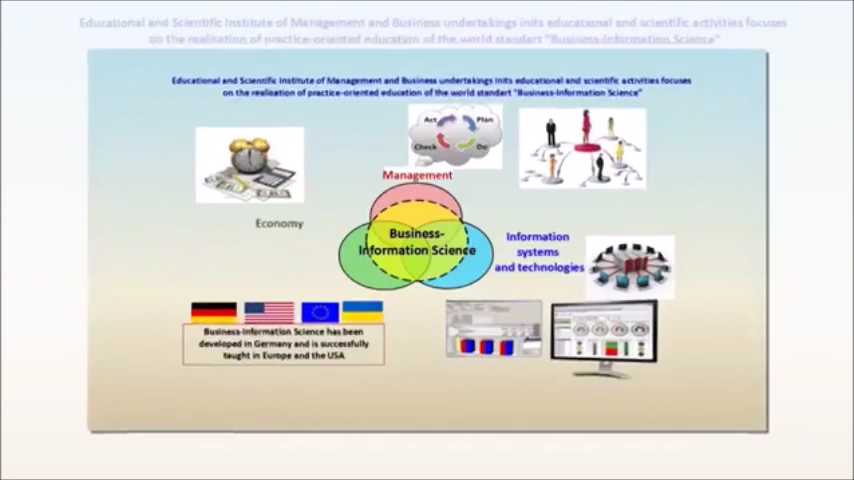 Educational and Scientific Institute of Management and Business undertakings inits educational and scientific activities focuses
on the realisation of practice-oriented education of the world standart "Business-Information Science"
Educational and Scientific Institute of Management and Business undertakings inits educational and scientific activities focuses
on the realisation of practice-oriented education of the world standart "Business-Information Science"
Act
Plan
Check
Do
Management
Economy
Business-
Information Science
Information
systems
and technologies
Business-Information Science has been
developed in Germany and is successfully
taught in Europe and the USA